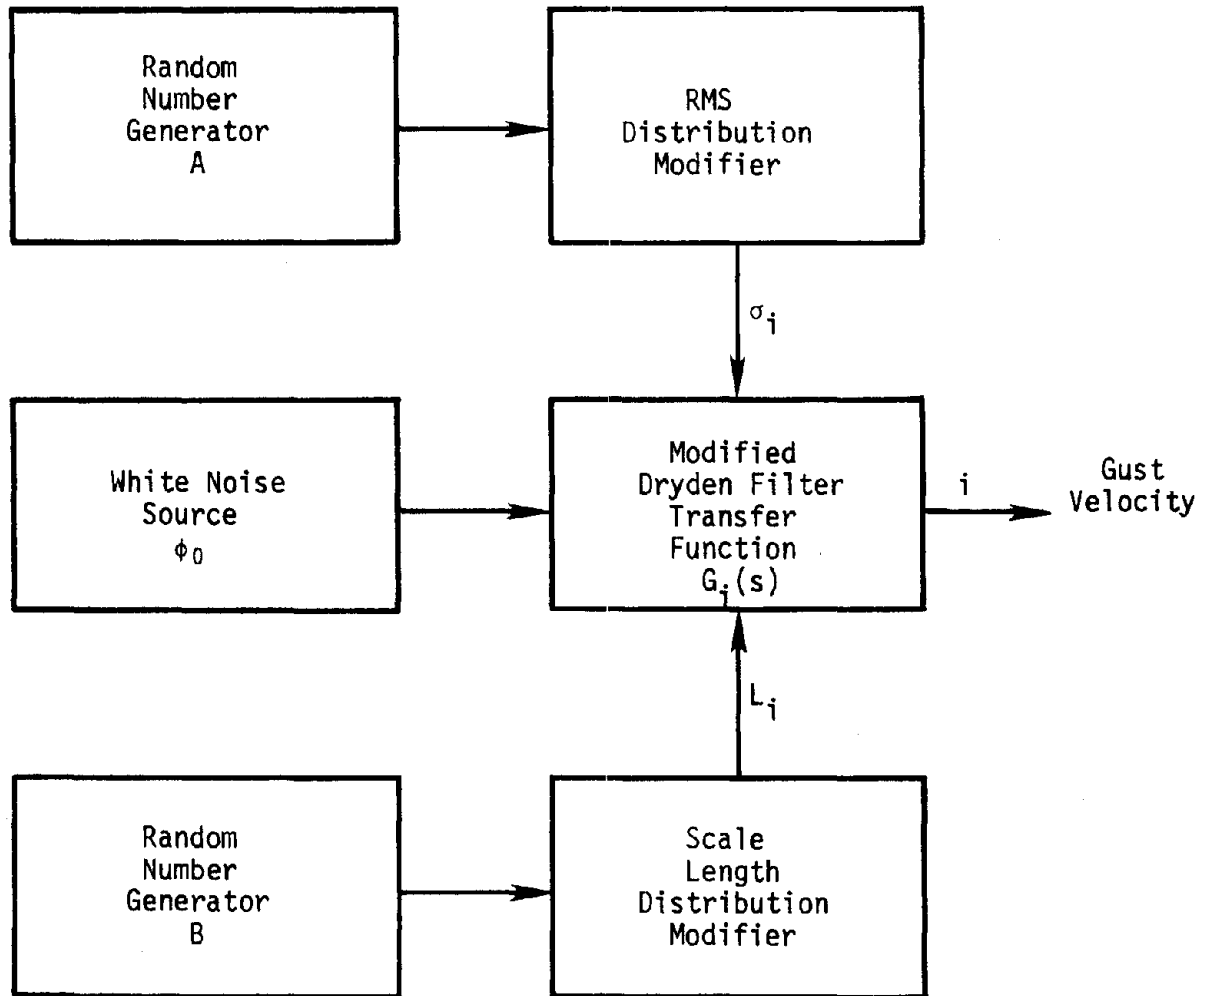 Random
Number
Generator
A
RMS
Distribution
Modifier
σi
White Noise
Source
ϕ0
Modified
Dryden Filter
Transfer
Function
Gi(s)
i
Gust
Velocity
Li
Random
Number
Generator
B
Scale
Length
Distribution
Modifier